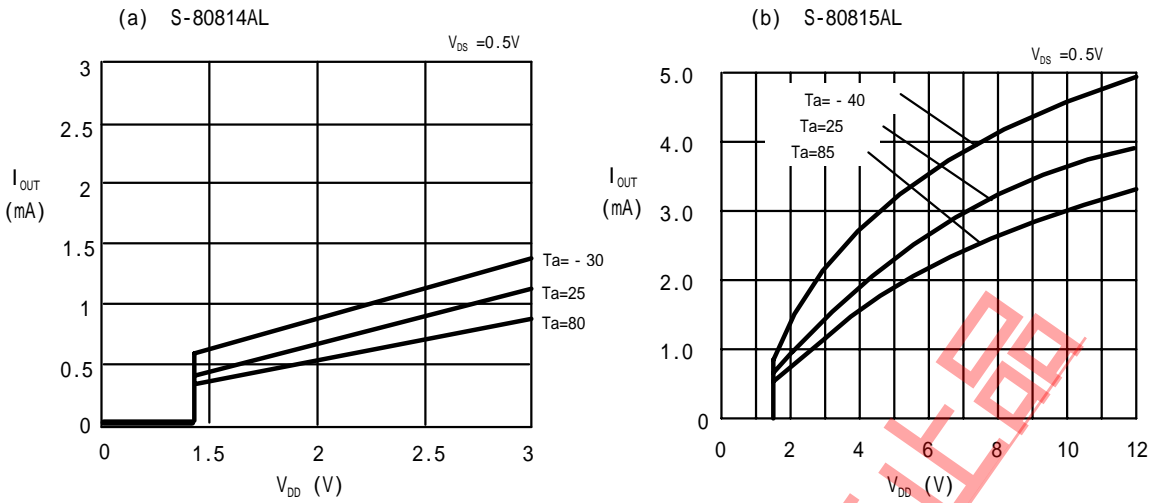 (a) S-80814AL
V_DS =0.5V
3
2.5
2
1.5
1
0.5
0
I_OUT
(mA)
Ta= - 30
Ta=25
Ta=80
0 1.5 2 2.5 3
V_DD (V)
(b) S-80815AL
V_DS =0.5V
5.0
4.0
3.0
2.0
1.0
0
I_OUT
(mA)
Ta= - 40
Ta=25
Ta=85
0 2 4 6 8 10 12
V_DD (V)
止品